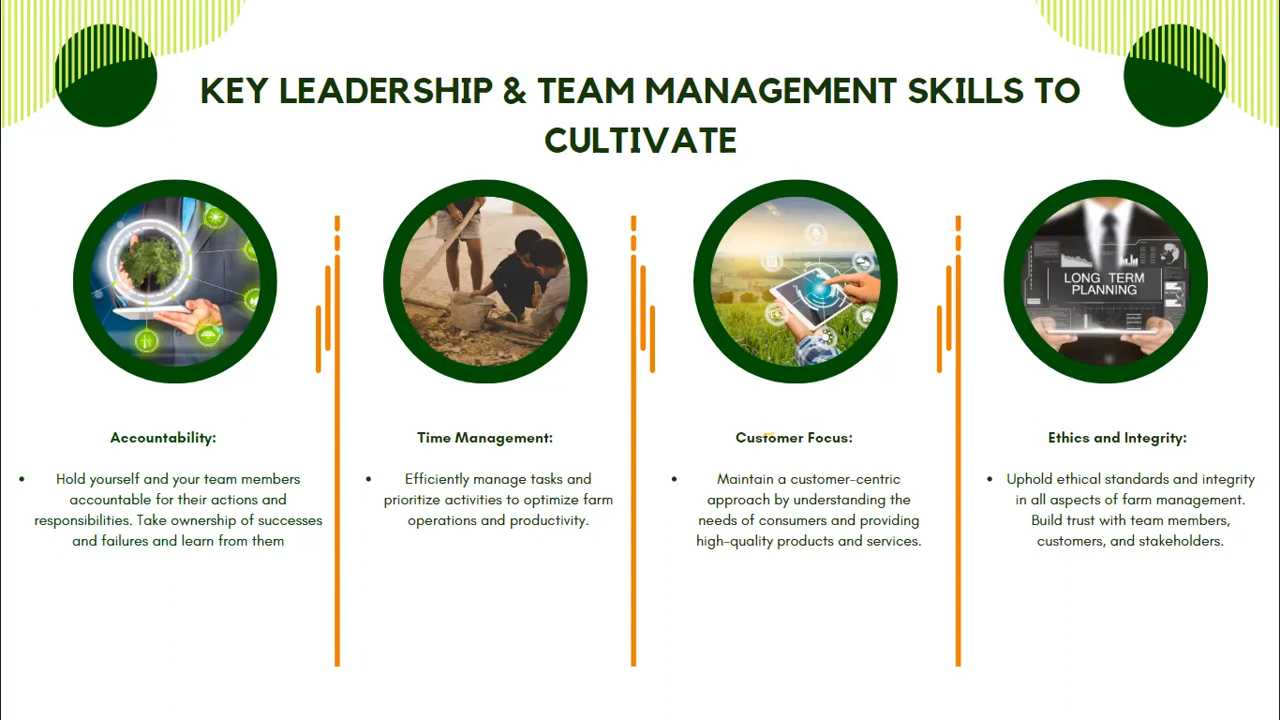 KEY LEADERSHIP & TEAM MANAGEMENT SKILLS TO
CULTIVATE
LONG TERM
PLANNING
Accountability:
• Hold yourself and your team members
accountable for their actions and
responsibilities. Take ownership of successes
and failures and learn from them
Time Management:
• Efficiently manage tasks and
prioritize activities to optimize farm
operations and productivity.
Customer Focus:
• Maintain a customer-centric
approach by understanding the
needs of consumers and providing
high-quality products and services.
Ethics and Integrity:
• Uphold ethical standards and integrity
in all aspects of farm management.
Build trust with team members,
customers, and stakeholders.